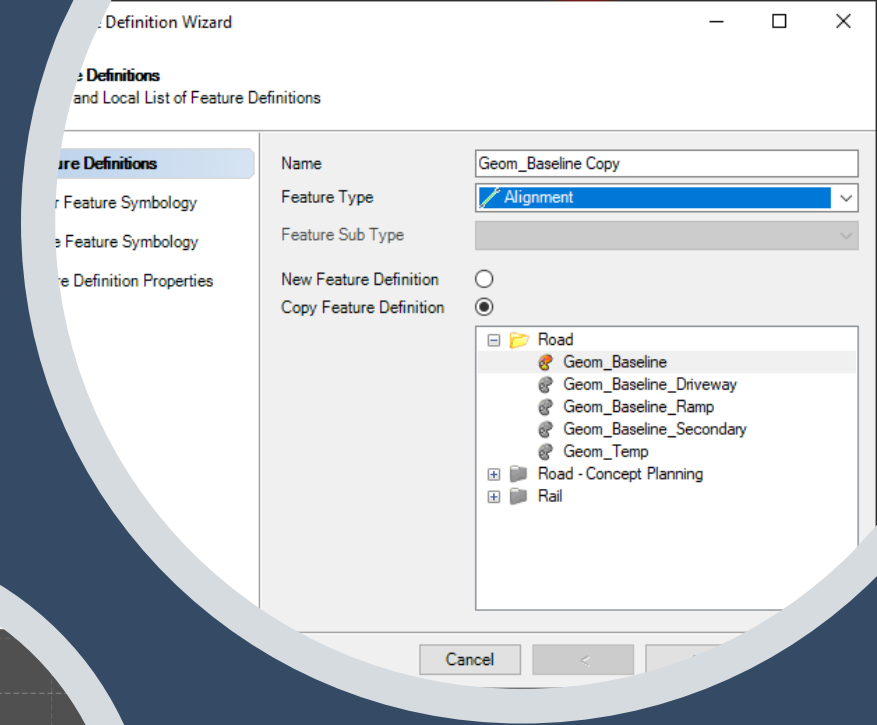 Definition Wizard
Definitions
and Local List of Feature Definitions
Definitions
Feature Symbology
Feature Symbology
Definition Properties
Name
Geom_Baseline Copy
Feature Type
Alignment
Feature Sub Type
New Feature Definition
Copy Feature Definition
Road
Geom_Baseline
Geom_Baseline_Driveway
Geom_Baseline_Ramp
Geom_Baseline_Secondary
Geom_Temp
Road - Concept Planning
Rail
Cancel
<